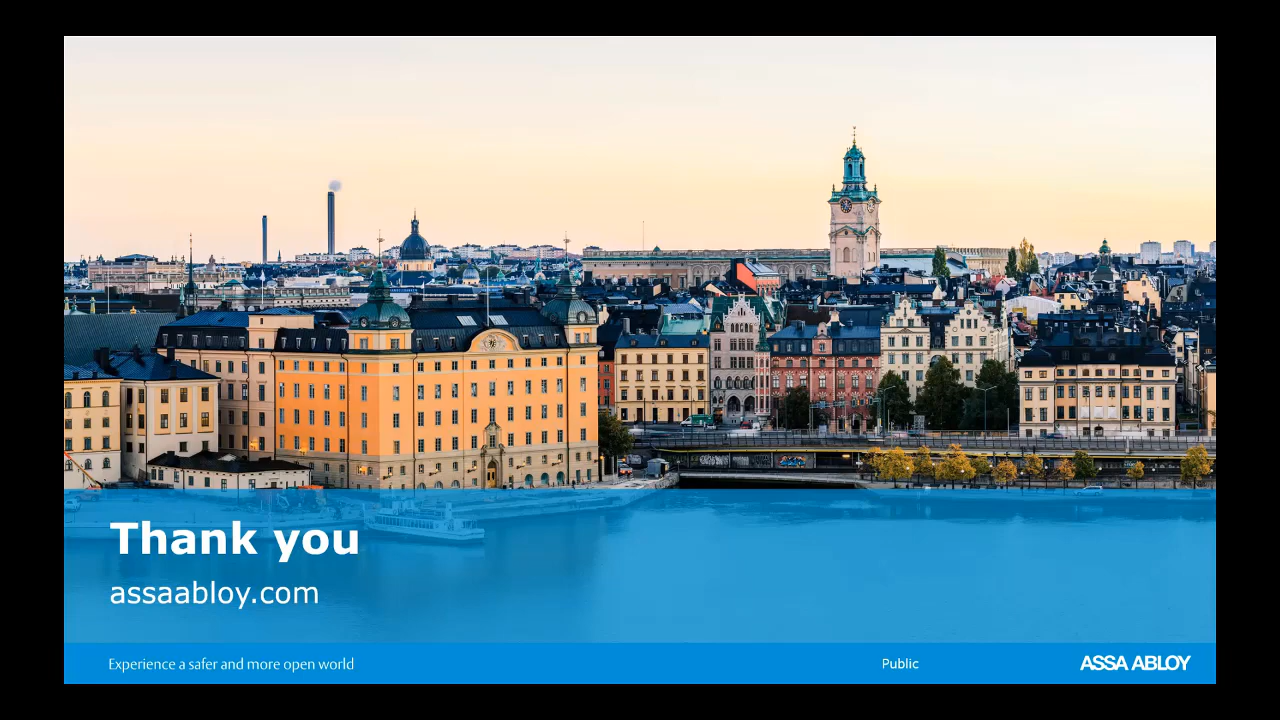 Thank you
assaabloy.com
Experience a safer and more open world
Public
ASSA ABLOY